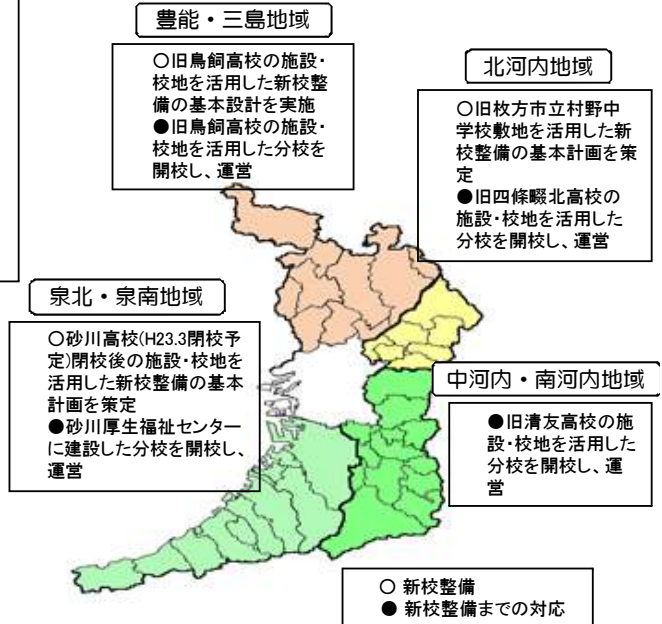 豊能・三島地域
○旧鳥飼高校の施設・
校地を活用した新校整
備の基本設計を実施
●旧鳥飼高校の施設・
校地を活用した分校を
開校し、運営
北河内地域
○旧枚方市立村野中
学校敷地を活用した新
校整備の基本計画を策
定
●旧四條畷北高校の
施設・校地を活用した
分校を開校し、運営
泉北・泉南地域
○砂川高校(H23.3閉校予
定)閉校後の施設・校地を
活用した新校整備の基本
計画を策定
●砂川厚生福祉センター
に建設した分校を開校し、
運営
中河内・南河内地域
●旧清友高校の施
設・校地を活用した
分校を開校し、運
営
○ 新校整備
● 新校整備までの対応